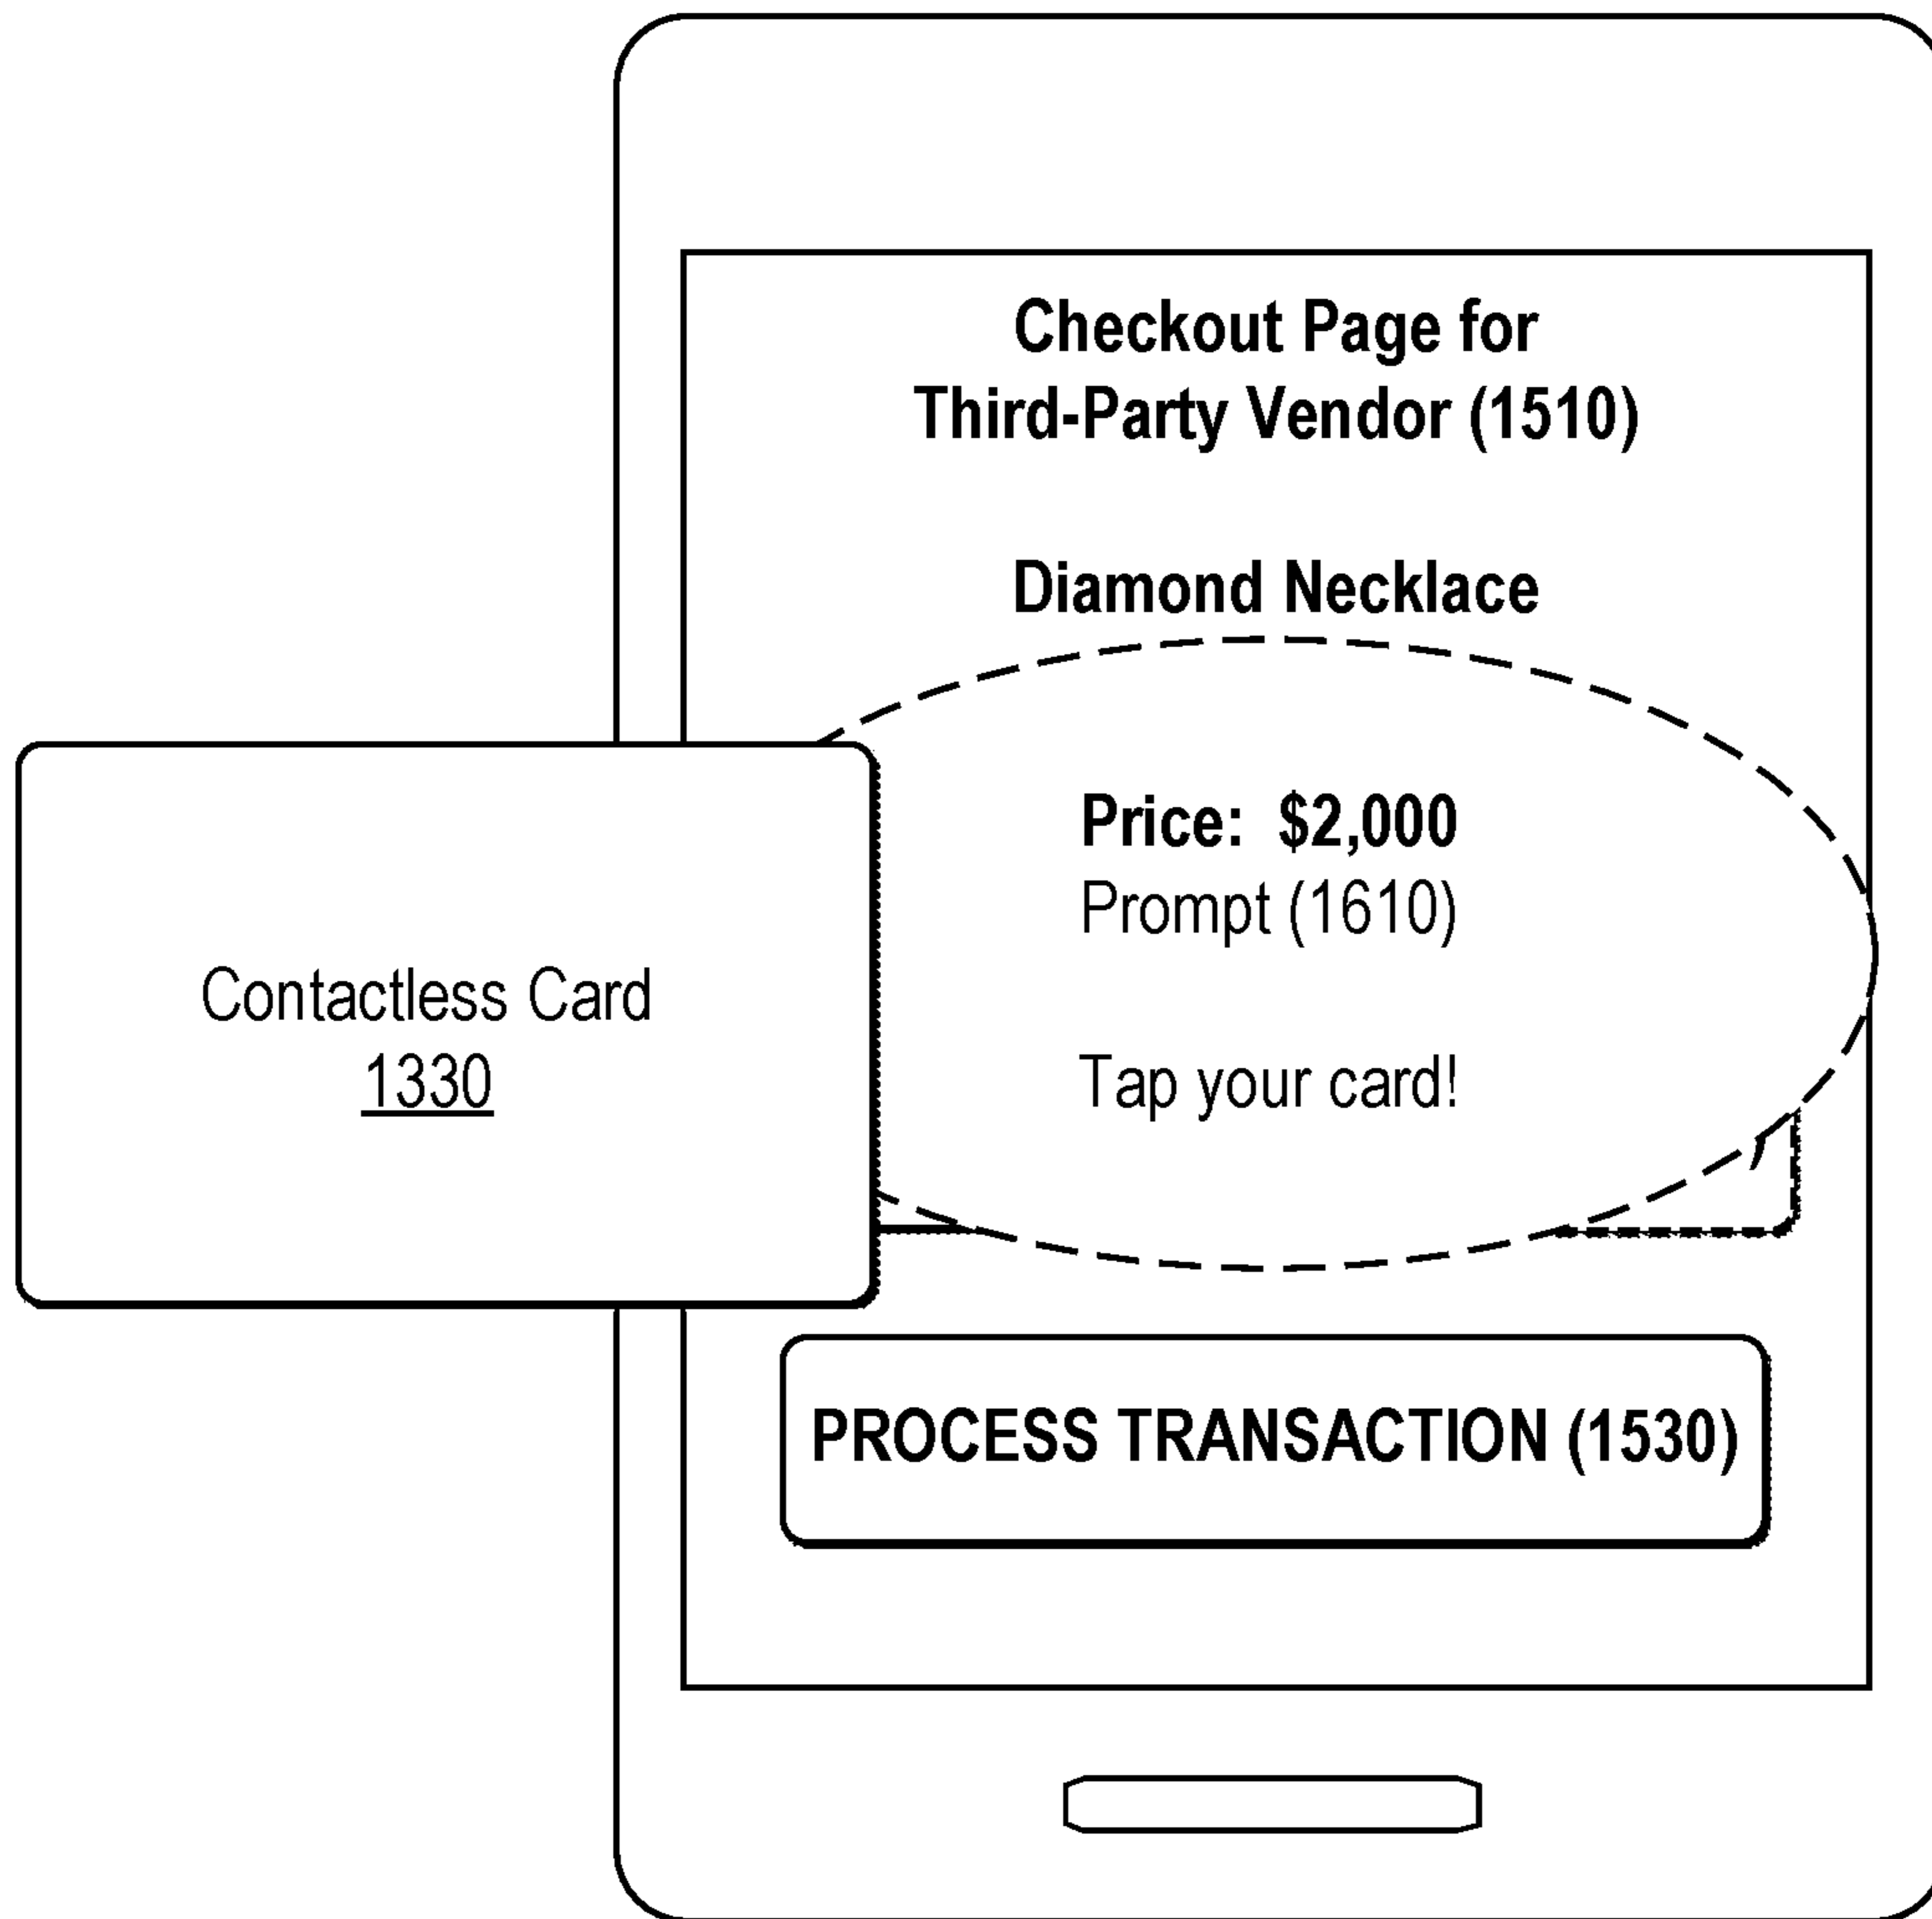 Checkout Page for
Third-Party Vendor (1510)
Diamond Necklace
Price: $2,000
Prompt (1610)
Tap your card!
Contactless Card
1330
PROCESS TRANSACTION (1530)